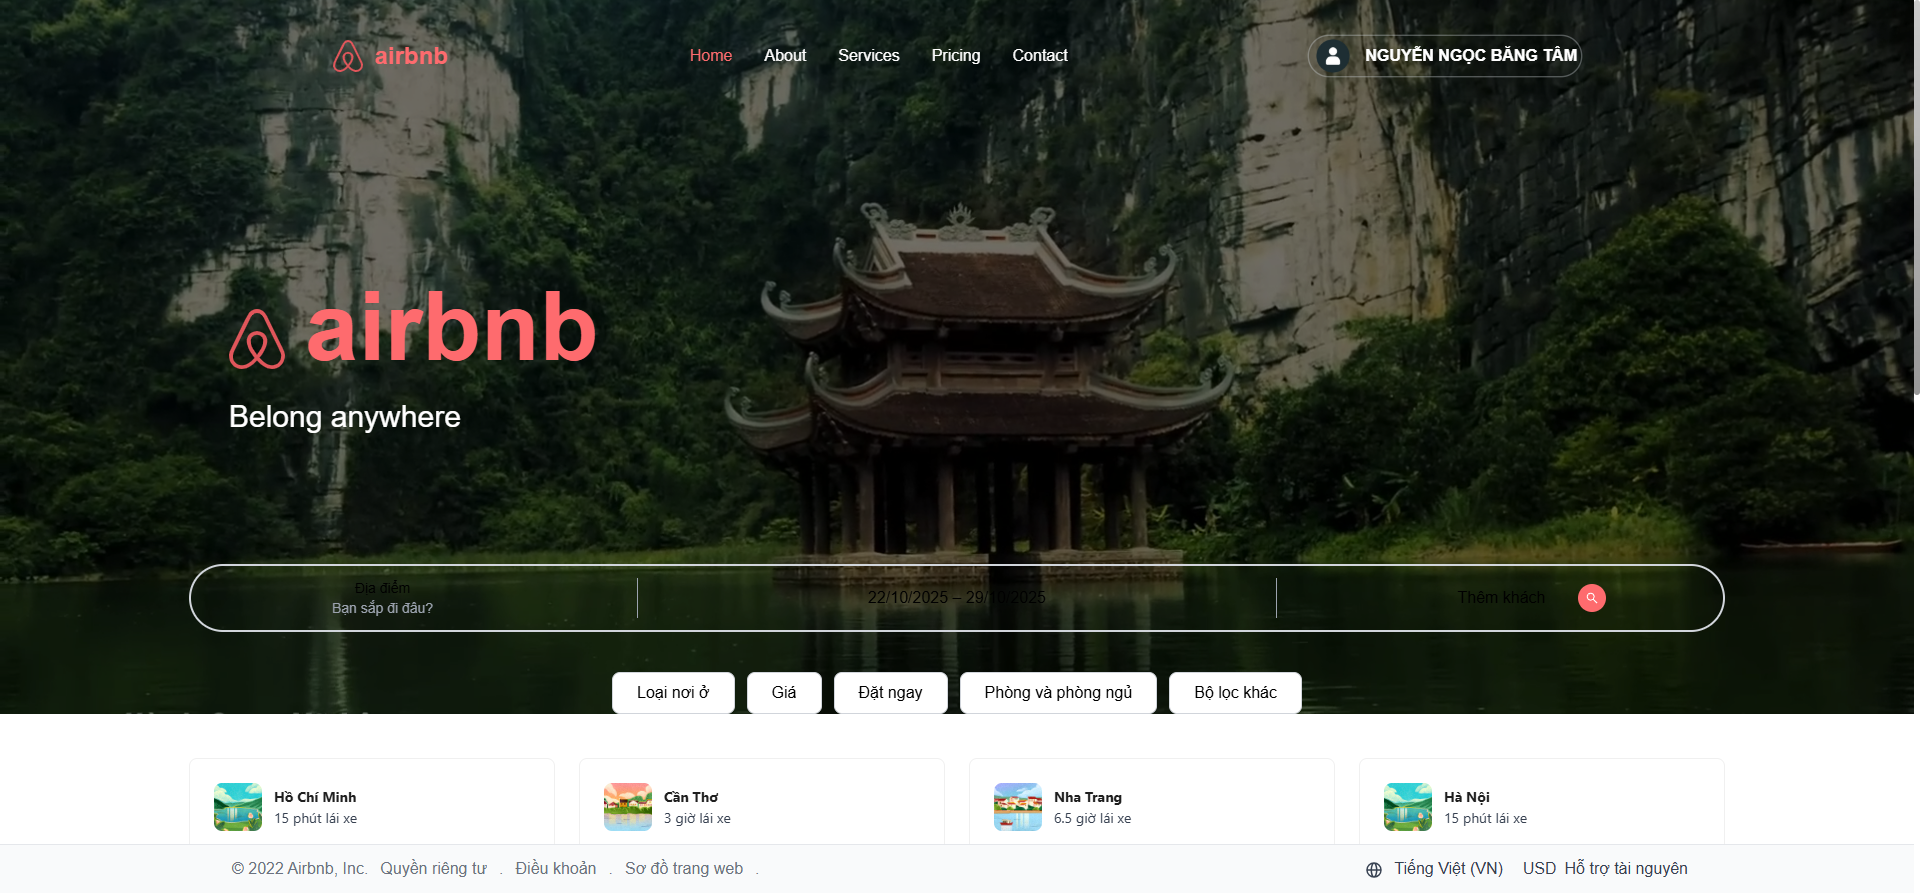 airbnb
Home About Services Pricing Contact
NGUYỄN NGỌC BĂNG TÂM
airbnb
Belong anywhere
Địa điểm
Bạn sắp đi đâu?
22/10/2025 – 29/10/2025
Thêm khách
Loại nơi ở
Giá
Đặt ngay
Phòng và phòng ngủ
Bộ lọc khác
Hồ Chí Minh
15 phút lái xe
Cần Thơ
3 giờ lái xe
Nha Trang
6.5 giờ lái xe
Hà Nội
15 phút lái xe
© 2022 Airbnb, Inc. Quyền riêng tư . Điều khoản . Sơ đồ trang web .
Tiếng Việt (VN) USD Hỗ trợ tài nguyên